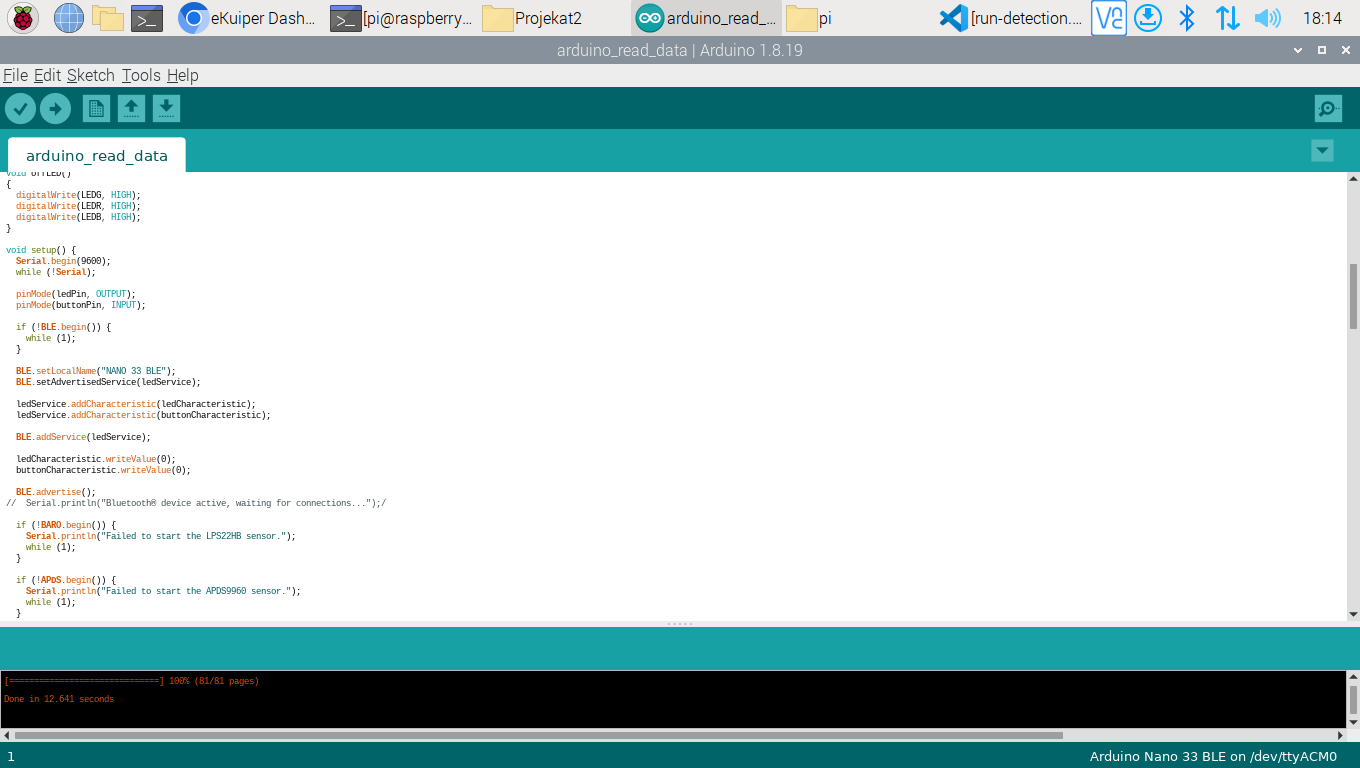 eKuiper Dash...
[pi@raspberry...
Projekat2
arduino_read_...
pi
[run-detection....
18:14
arduino_read_data | Arduino 1.8.19
File Edit Sketch Tools Help
arduino_read_data
void offLED()
{
  digitalWrite(LEDG, HIGH);
  digitalWrite(LEDR, HIGH);
  digitalWrite(LEDB, HIGH);
}
void setup() {
  Serial.begin(9600);
  while (!Serial);
  pinMode(ledPin, OUTPUT);
  pinMode(buttonPin, INPUT);
  if (!BLE.begin()) {
    while (1);
  }
  BLE.setLocalName("NANO 33 BLE");
  BLE.setAdvertisedService(ledService);
  ledService.addCharacteristic(ledCharacteristic);
  ledService.addCharacteristic(buttonCharacteristic);
  BLE.addService(ledService);
  ledCharacteristic.writeValue(0);
  buttonCharacteristic.writeValue(0);
  BLE.advertise();
//  Serial.println("Bluetooth® device active, waiting for connections...");/
  if (!BARO.begin()) {
    Serial.println("Failed to start the LPS22HB sensor.");
    while (1);
  }
  if (!APDS.begin()) {
    Serial.println("Failed to start the APDS9960 sensor.");
    while (1);
  }
[==============================] 100% (81/81 pages)
Done in 12.641 seconds
1
Arduino Nano 33 BLE on /dev/ttyACM0